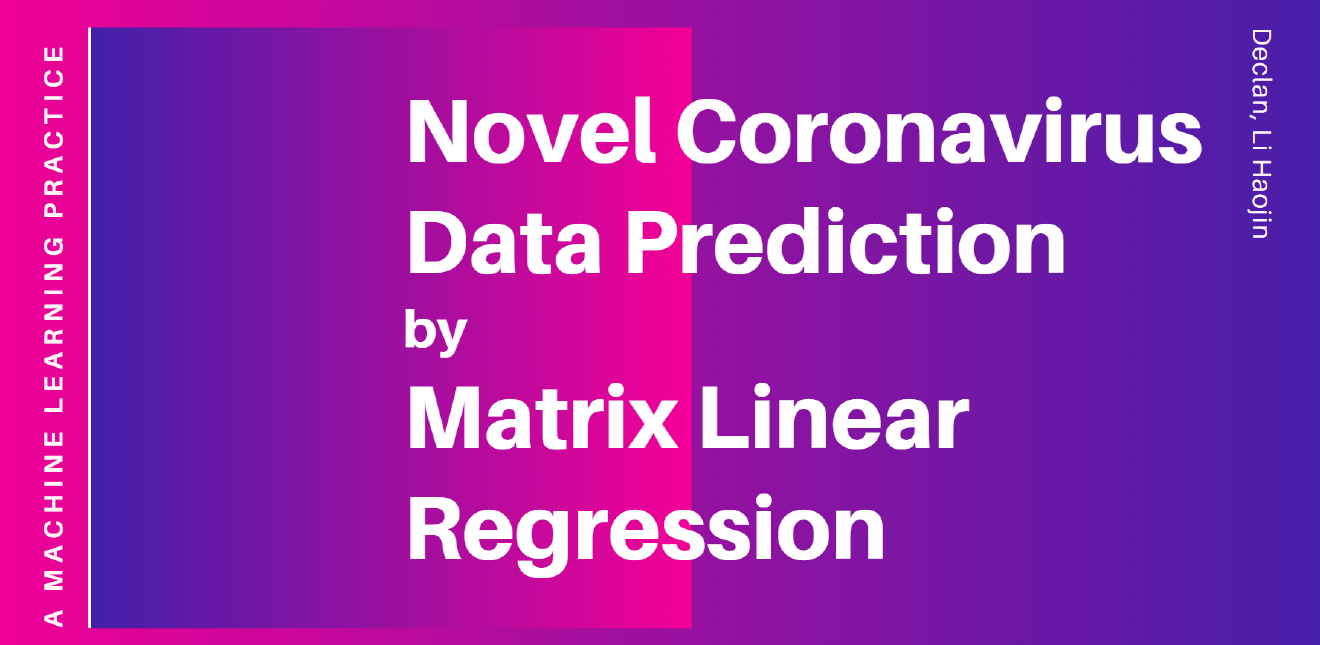 A MACHINE LEARNING PRACTICE
Novel Coronavirus
Data Prediction
by
Matrix Linear
Regression
Declan, Li Haojin